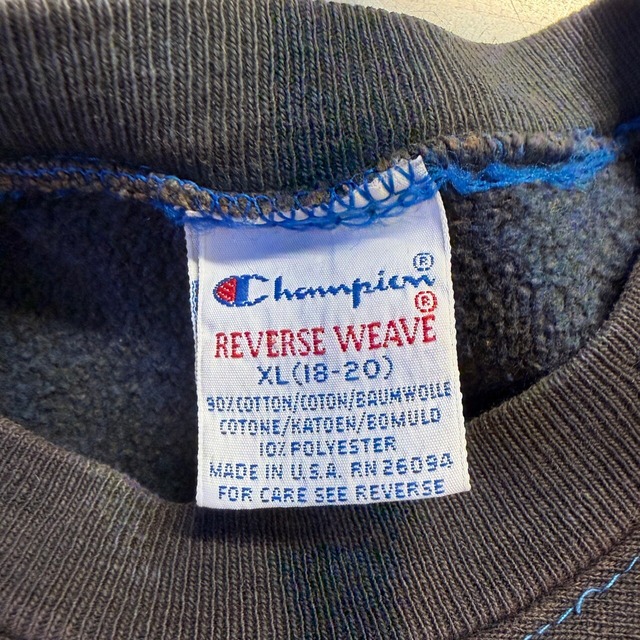 Champion®
REVERSE WEAVE®
XL(18-20)
90%COTTON/COTON/BAUMWOLLE
COTONE/KATOEN/BOMULD
10% POLYESTER
MADE IN U.S.A. RN26094
FOR CARE SEE REVERSE